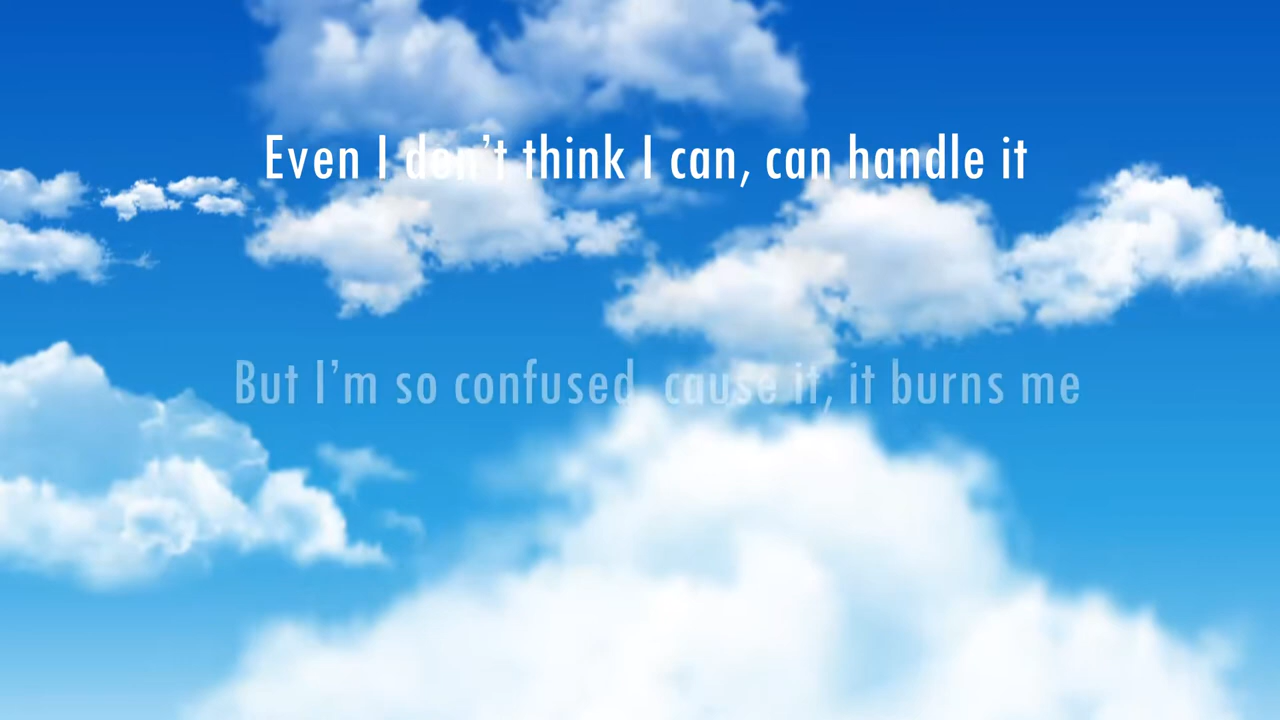 Even I don’t think I can, can handle it
But I’m so confused, cause it, it burns me